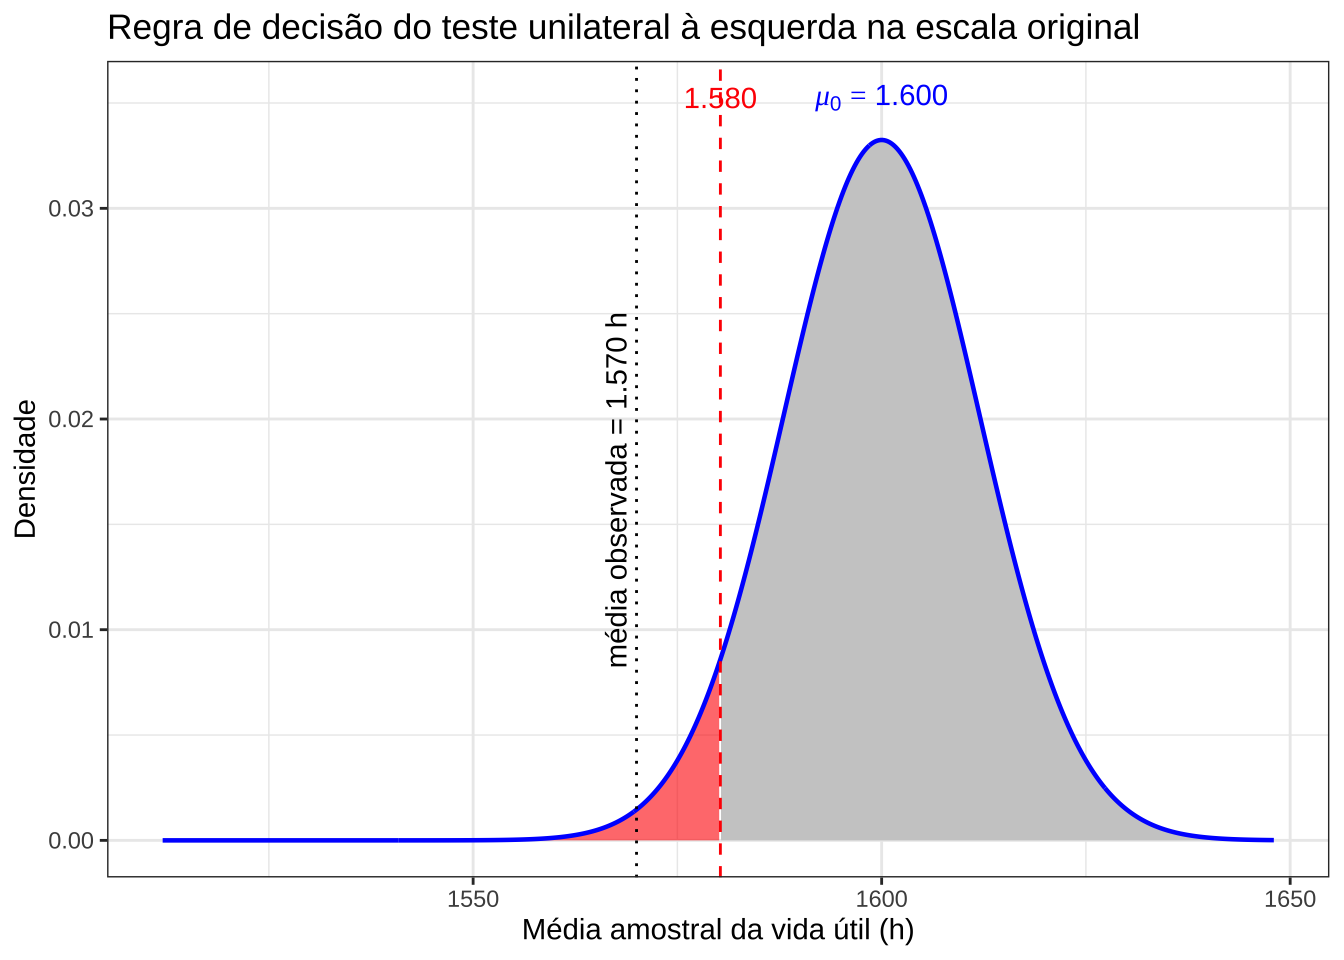 Regra de decisão do teste unilateral à esquerda na escala original
1.580
μ0 = 1.600
média observada = 1.570 h
Densidade
0.03
0.02
0.01
0.00
1550
1600
1650
Média amostral da vida útil (h)